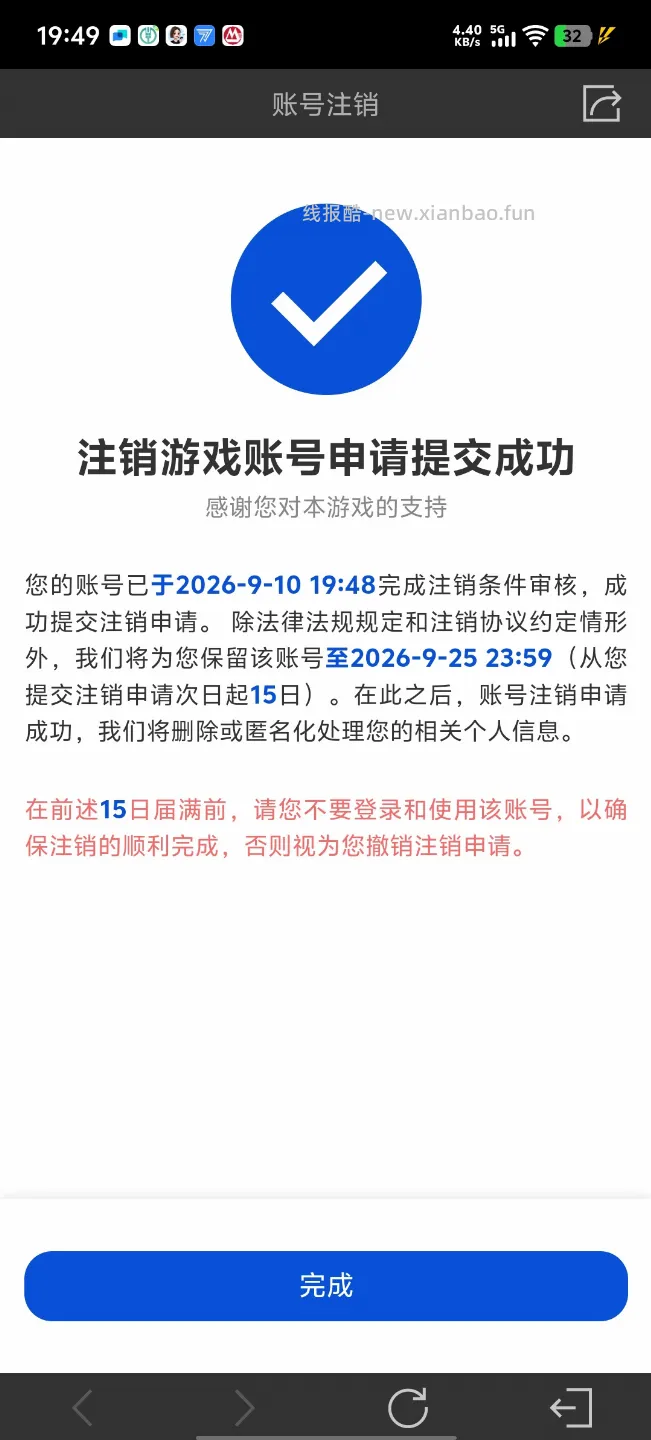 19:49
4.40 KB/s 5G 32
账号注销
线报酷-new.xianbao.fun
注销游戏账号申请提交成功
感谢您对本游戏的支持
您的账号已于2026-9-10 19:48完成注销条件审核，成
功提交注销申请。 除法律法规规定和注销协议约定情形
外，我们将为您保留该账号至2026-9-25 23:59（从您
提交注销申请次日起15日）。在此之后，账号注销申请
成功，我们将删除或匿名化处理您的相关个人信息。
在前述15日届满前，请您不要登录和使用该账号，以确
保注销的顺利完成，否则视为您撤销注销申请。
完成